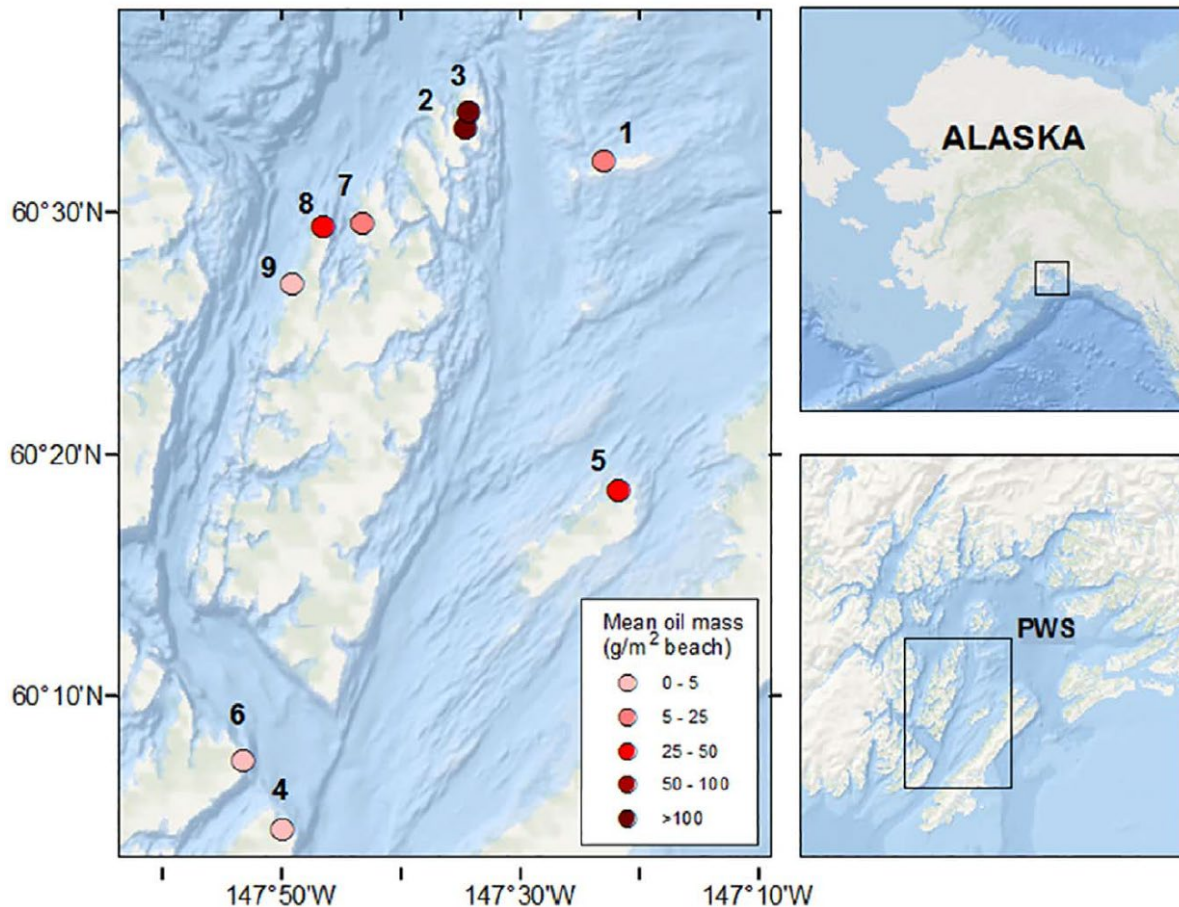 3
2
1
7
8
9
60°30'N
60°20'N
5
60°10'N
6
4
Mean oil mass
(g/m² beach)
0 - 5
5 - 25
25 - 50
50 - 100
>100
147°50'W
147°30'W
147°10'W
ALASKA
PWS